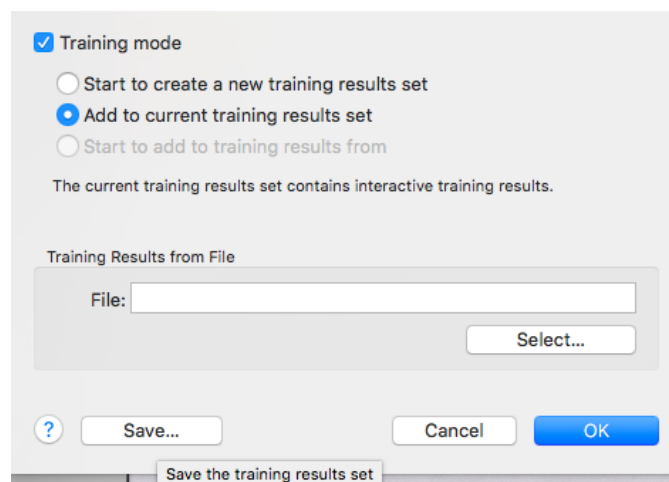 Training mode
Start to create a new training results set
Add to current training results set
Start to add to training results from
The current training results set contains interactive training results.
Training Results from File
File:
Select...
? Save... Cancel OK
Save the training results set